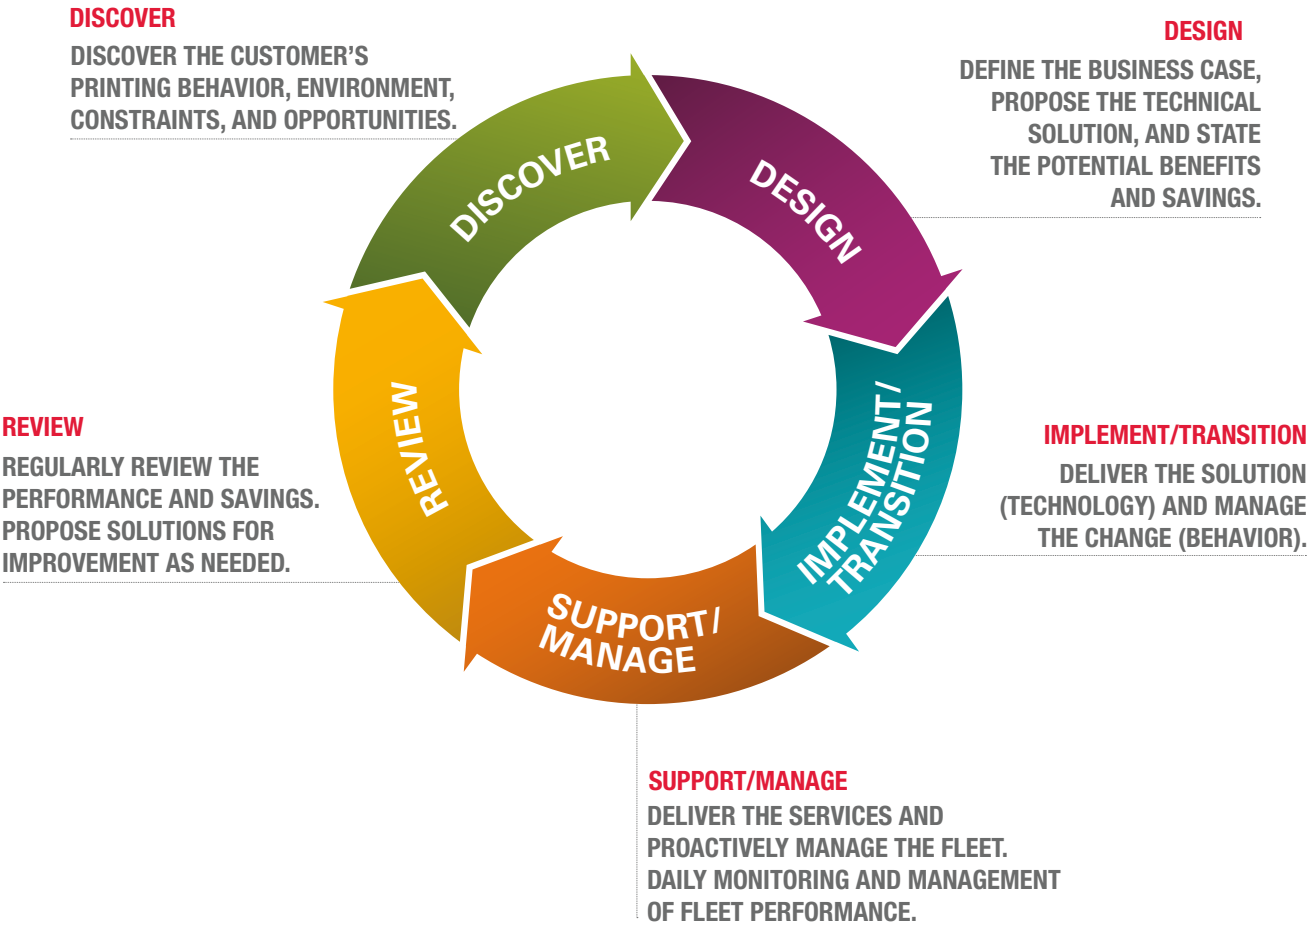 DISCOVER
DISCOVER THE CUSTOMER’S
PRINTING BEHAVIOR, ENVIRONMENT,
CONSTRAINTS, AND OPPORTUNITIES.
DESIGN
DEFINE THE BUSINESS CASE,
PROPOSE THE TECHNICAL
SOLUTION, AND STATE
THE POTENTIAL BENEFITS
AND SAVINGS.
DISCOVER
DESIGN
IMPLEMENT/
TRANSITION
SUPPORT/
MANAGE
REVIEW
REVIEW
REGULARLY REVIEW THE
PERFORMANCE AND SAVINGS.
PROPOSE SOLUTIONS FOR
IMPROVEMENT AS NEEDED.
IMPLEMENT/TRANSITION
DELIVER THE SOLUTION
(TECHNOLOGY) AND MANAGE
THE CHANGE (BEHAVIOR).
SUPPORT/MANAGE
DELIVER THE SERVICES AND
PROACTIVELY MANAGE THE FLEET.
DAILY MONITORING AND MANAGEMENT
OF FLEET PERFORMANCE.